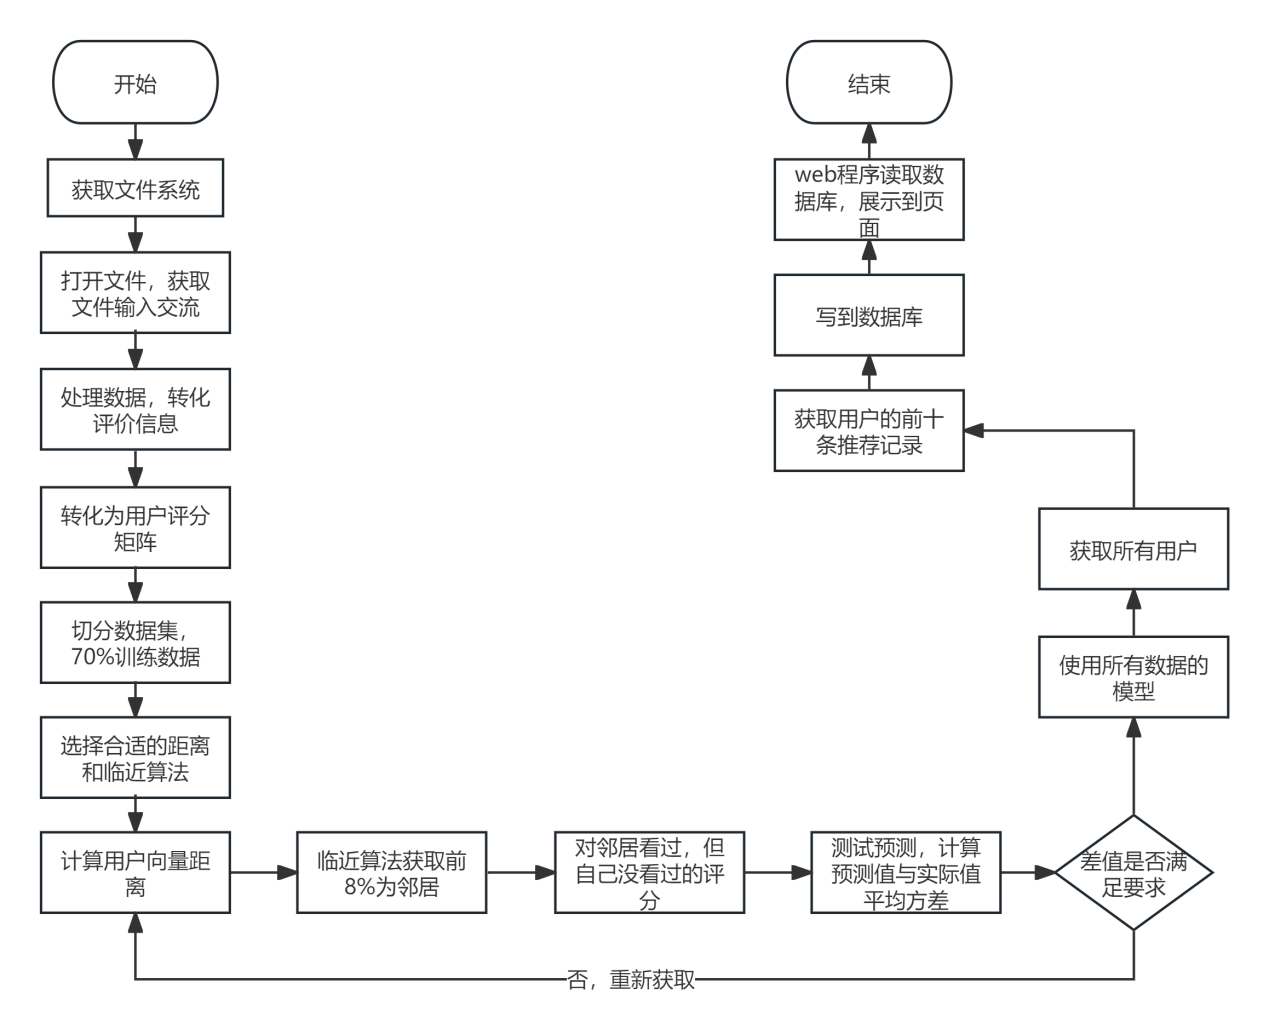 开始
获取文件系统
打开文件，获取
文件输入交流
处理数据，转化
评价信息
转化为用户评分
矩阵
切分数据集，
70%训练数据
选择合适的距离
和临近算法
计算用户向量距
离
临近算法获取前
8%为邻居
对邻居看过，但
自己没看过的评
分
测试预测，计算
预测值与实际值
平均方差
差值是否满
足要求
否，重新获取
使用所有数据的
模型
获取所有用户
获取用户的前十
条推荐记录
写到数据库
web程序读取数
据库，展示到页
面
结束